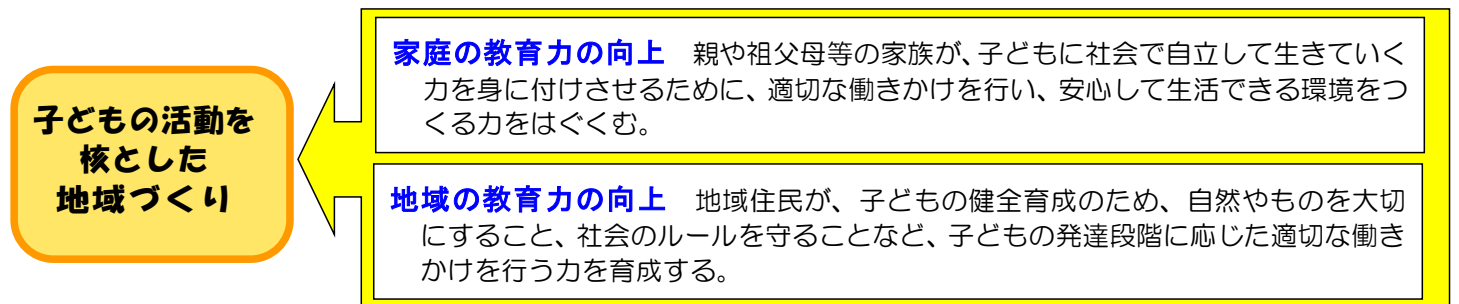 子どもの活動を
核とした
地域づくり
家庭の教育力の向上　親や祖父母等の家族が、子どもに社会で自立して生きていく
力を身に付けさせるために、適切な働きかけを行い、安心して生活できる環境をつ
くる力をはぐくむ。
地域の教育力の向上　地域住民が、子どもの健全育成のため、自然やものを大切
にすること、社会のルールを守ることなど、子どもの発達段階に応じた適切な働き
かけを行う力を育成する。